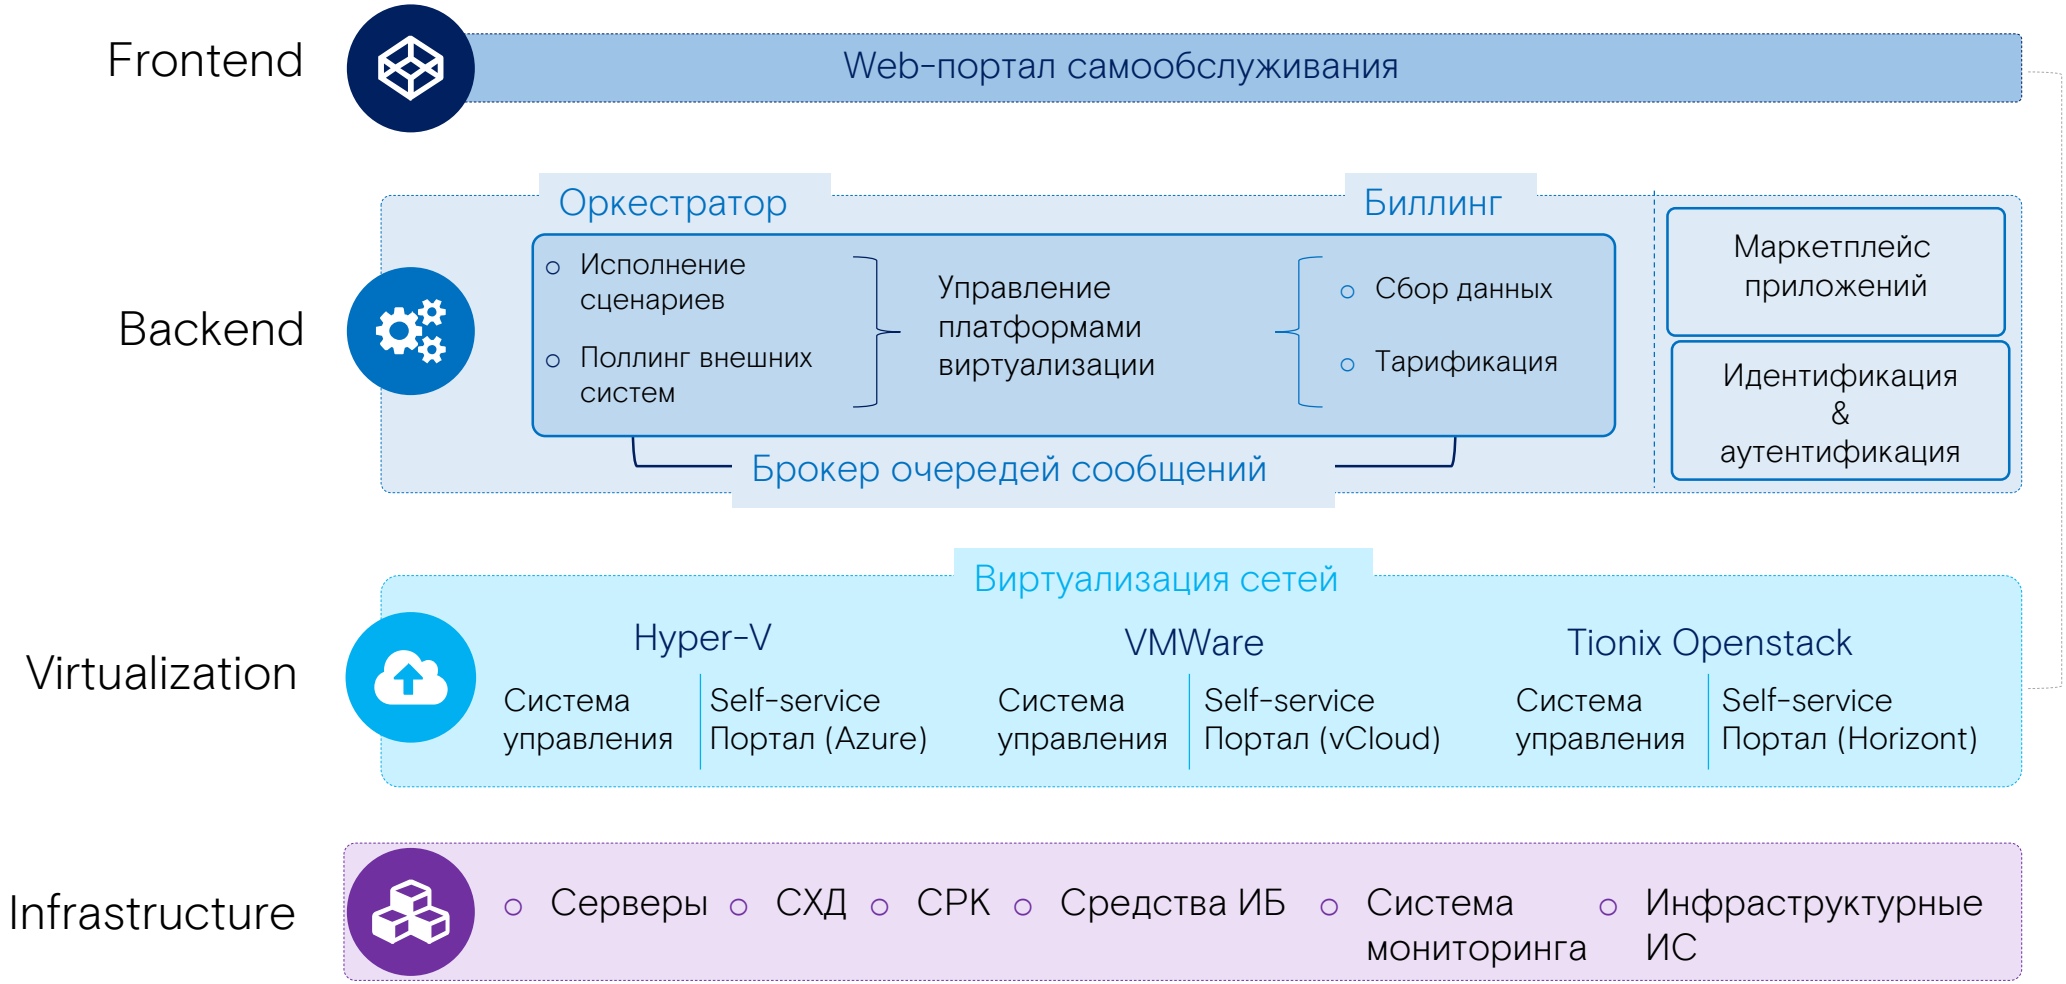 Frontend
Web-портал самообслуживания
Backend
Оркестратор
Биллинг
Исполнение
сценариев
Поллинг внешних
систем
Управление
платформами
виртуализации
Сбор данных
Тарификация
Брокер очередей сообщений
Маркетплейс
приложений
Идентификация
&
аутентификация
Virtualization
Виртуализация сетей
Hyper-V
Система
управления
Self-service
Портал (Azure)
VMWare
Система
управления
Self-service
Портал (vCloud)
Tionix Openstack
Система
управления
Self-service
Портал (Horizont)
Infrastructure
Серверы
СХД
СРК
Средства ИБ
Система
мониторинга
Инфраструктурные
ИС